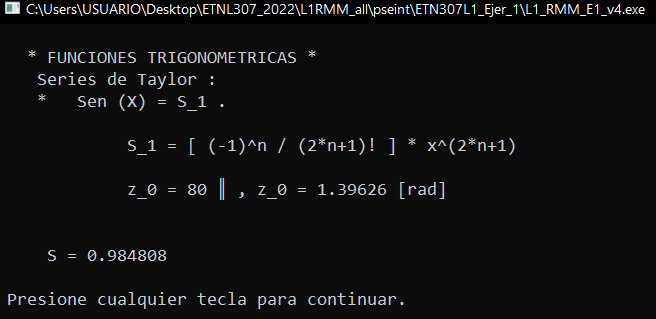 C:\Users\USUARIO\Desktop\ETNL307_2022\L1RMM_all\pseint\ETN307L1_Ejer_1\L1_RMM_E1_v4.exe
* FUNCIONES TRIGONOMETRICAS *
Series de Taylor :
* Sen (X) = S_1 .
S_1 = [ (-1)^n / (2*n+1)! ] * x^(2*n+1)
z_0 = 80 ║ , z_0 = 1.39626 [rad]
S = 0.984808
Presione cualquier tecla para continuar.